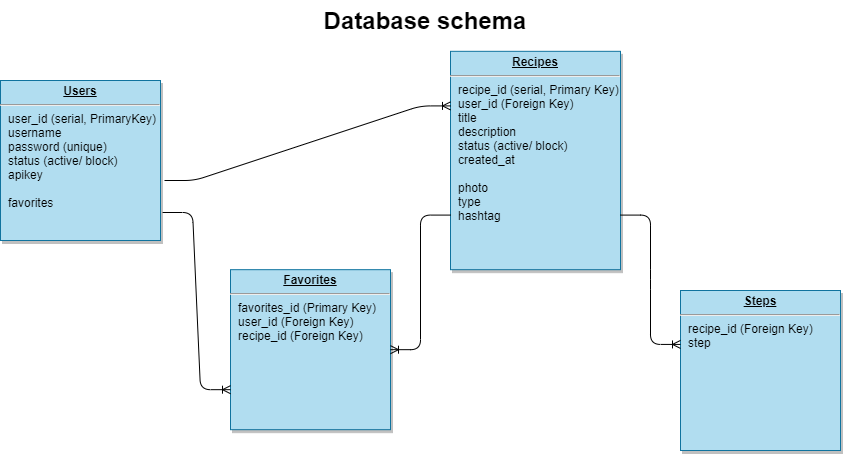 Database schema
Users
user_id (serial, PrimaryKey)
username
password (unique)
status (active/ block)
apikey
favorites
Recipes
recipe_id (serial, Primary Key)
user_id (Foreign Key)
title
description
status (active/ block)
created_at
photo
type
hashtag
Favorites
favorites_id (Primary Key)
user_id (Foreign Key)
recipe_id (Foreign Key)
Steps
recipe_id (Foreign Key)
step